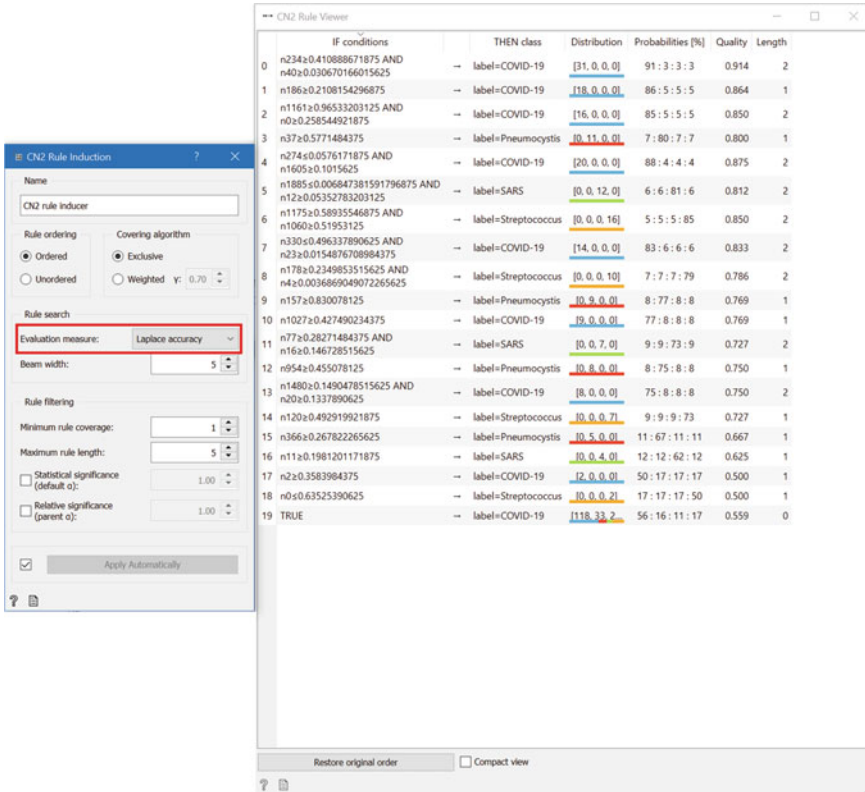 CN2 Rule Viewer
IF conditions THEN class Distribution Probabilities [%] Quality Length
0 n234≥0.410888671875 AND
n40≥0.030670166015625 → label=COVID-19 [31, 0, 0, 0] 91 : 3 : 3 : 3 0.914 2
1 n186≥0.2108154296875 → label=COVID-19 [18, 0, 0, 0] 86 : 5 : 5 : 5 0.864 1
2 n1161≥0.96533203125 AND
n0≥0.258544921875 → label=COVID-19 [16, 0, 0, 0] 85 : 5 : 5 : 5 0.850 2
3 n37≥0.5771484375 → label=Pneumocystis [0, 11, 0, 0] 7 : 80 : 7 : 7 0.800 1
4 n274≤0.0576171875 AND
n1605≥0.1015625 → label=COVID-19 [20, 0, 0, 0] 88 : 4 : 4 : 4 0.875 2
5 n1885≤0.006847381591796875 AND
n12≥0.05352783203125 → label=SARS [0, 0, 12, 0] 6 : 6 : 81 : 6 0.812 2
6 n1175≥0.58935546875 AND
n1060≥0.51953125 → label=Streptococcus [0, 0, 0, 16] 5 : 5 : 5 : 85 0.850 2
7 n330≤0.496337890625 AND
n23≥0.0154876708984375 → label=COVID-19 [14, 0, 0, 0] 83 : 6 : 6 : 6 0.833 2
8 n178≥0.2349853515625 AND
n4≥0.0036869049072265625 → label=Streptococcus [0, 0, 0, 10] 7 : 7 : 7 : 79 0.786 2
9 n157≥0.830078125 → label=Pneumocystis [0, 9, 0, 0] 8 : 77 : 8 : 8 0.769 1
10 n1027≥0.427490234375 → label=COVID-19 [9, 0, 0, 0] 77 : 8 : 8 : 8 0.769 1
11 n77≥0.28271484375 AND
n16≥0.146728515625 → label=SARS [0, 0, 7, 0] 9 : 9 : 73 : 9 0.727 2
12 n954≥0.455078125 → label=Pneumocystis [0, 8, 0, 0] 8 : 75 : 8 : 8 0.750 1
13 n1480≥0.1490478515625 AND
n20≥0.1337890625 → label=COVID-19 [8, 0, 0, 0] 75 : 8 : 8 : 8 0.750 2
14 n120≥0.492919921875 → label=Streptococcus [0, 0, 0, 7] 9 : 9 : 9 : 73 0.727 1
15 n366≥0.267822265625 → label=Pneumocystis [0, 5, 0, 0] 11 : 67 : 11 : 11 0.667 1
16 n11≥0.1981201171875 → label=SARS [0, 0, 4, 0] 12 : 12 : 62 : 12 0.625 1
17 n2≥0.3583984375 → label=COVID-19 [2, 0, 0, 0] 50 : 17 : 17 : 17 0.500 1
18 n0≤0.63525390625 → label=Streptococcus [0, 0, 0, 2] 17 : 17 : 17 : 50 0.500 1
19 TRUE → label=COVID-19 [118, 33, 2... 56 : 16 : 11 : 17 0.559 0
Restore original order Compact view
?
CN2 Rule Induction ? ×
Name
CN2 rule inducer
Rule ordering Covering algorithm
Ordered Exclusive
Unordered Weighted γ: 0.70
Rule search
Evaluation measure: Laplace accuracy
Beam width: 5
Rule filtering
Minimum rule coverage: 1
Maximum rule length: 5
Statistical significance
(default α): 1.00
Relative significance
(parent α): 1.00
Apply Automatically
?